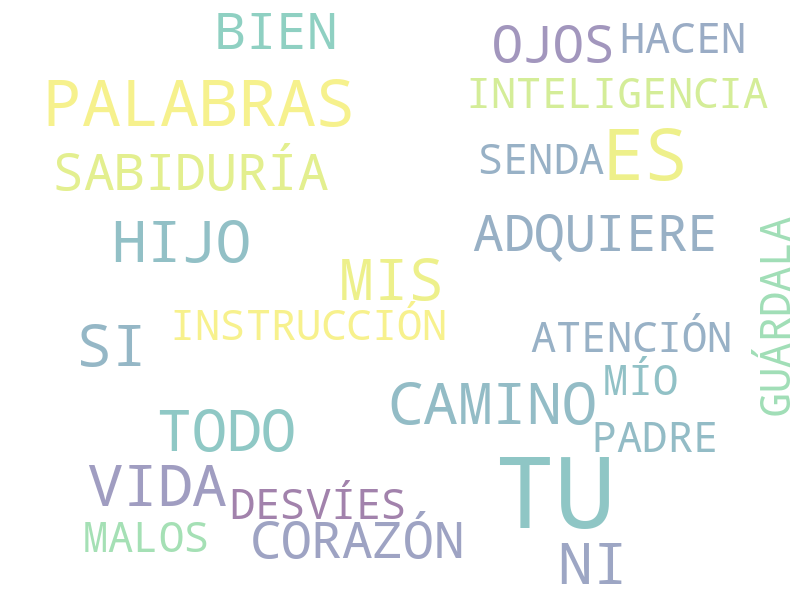 BIEN
OJOS HACEN
PALABRAS
INTELIGENCIA
SABIDURÍA
SENDA ES
HIJO
ADQUIERE
GUÁRDALA
MIS
INSTRUCCIÓN
SI
ATENCIÓN
CAMINO MÍO
TODO
PADRE
VIDA DESVÍES
TU
MALOS CORAZÓN
NI